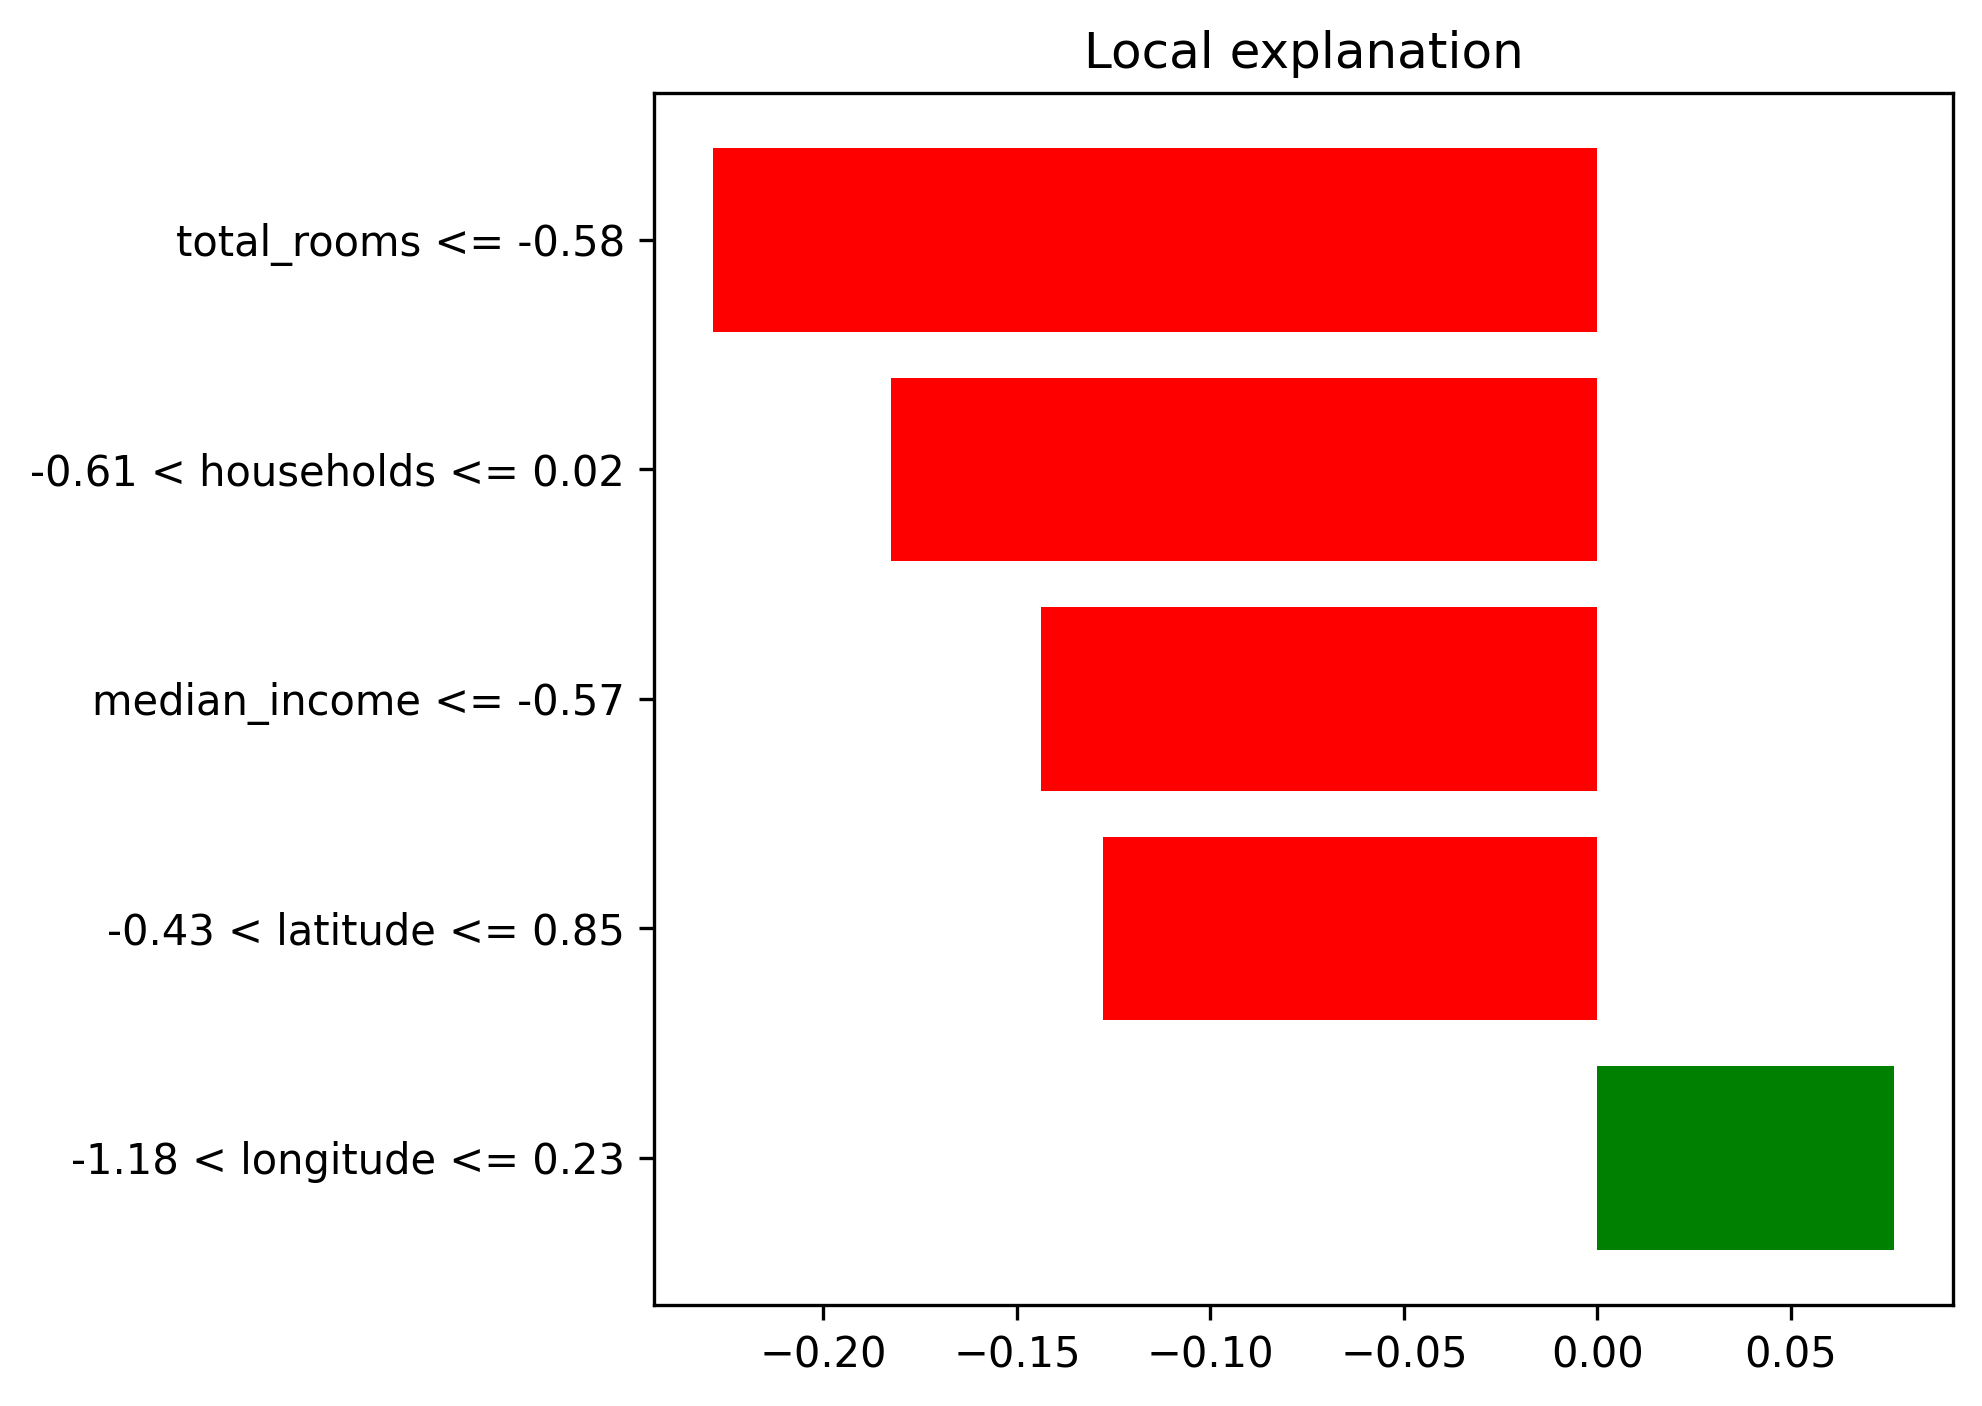 Local explanation
total_rooms <= -0.58
-0.61 < households <= 0.02
median_income <= -0.57
-0.43 < latitude <= 0.85
-1.18 < longitude <= 0.23
−0.20 −0.15 −0.10 −0.05 0.00 0.05